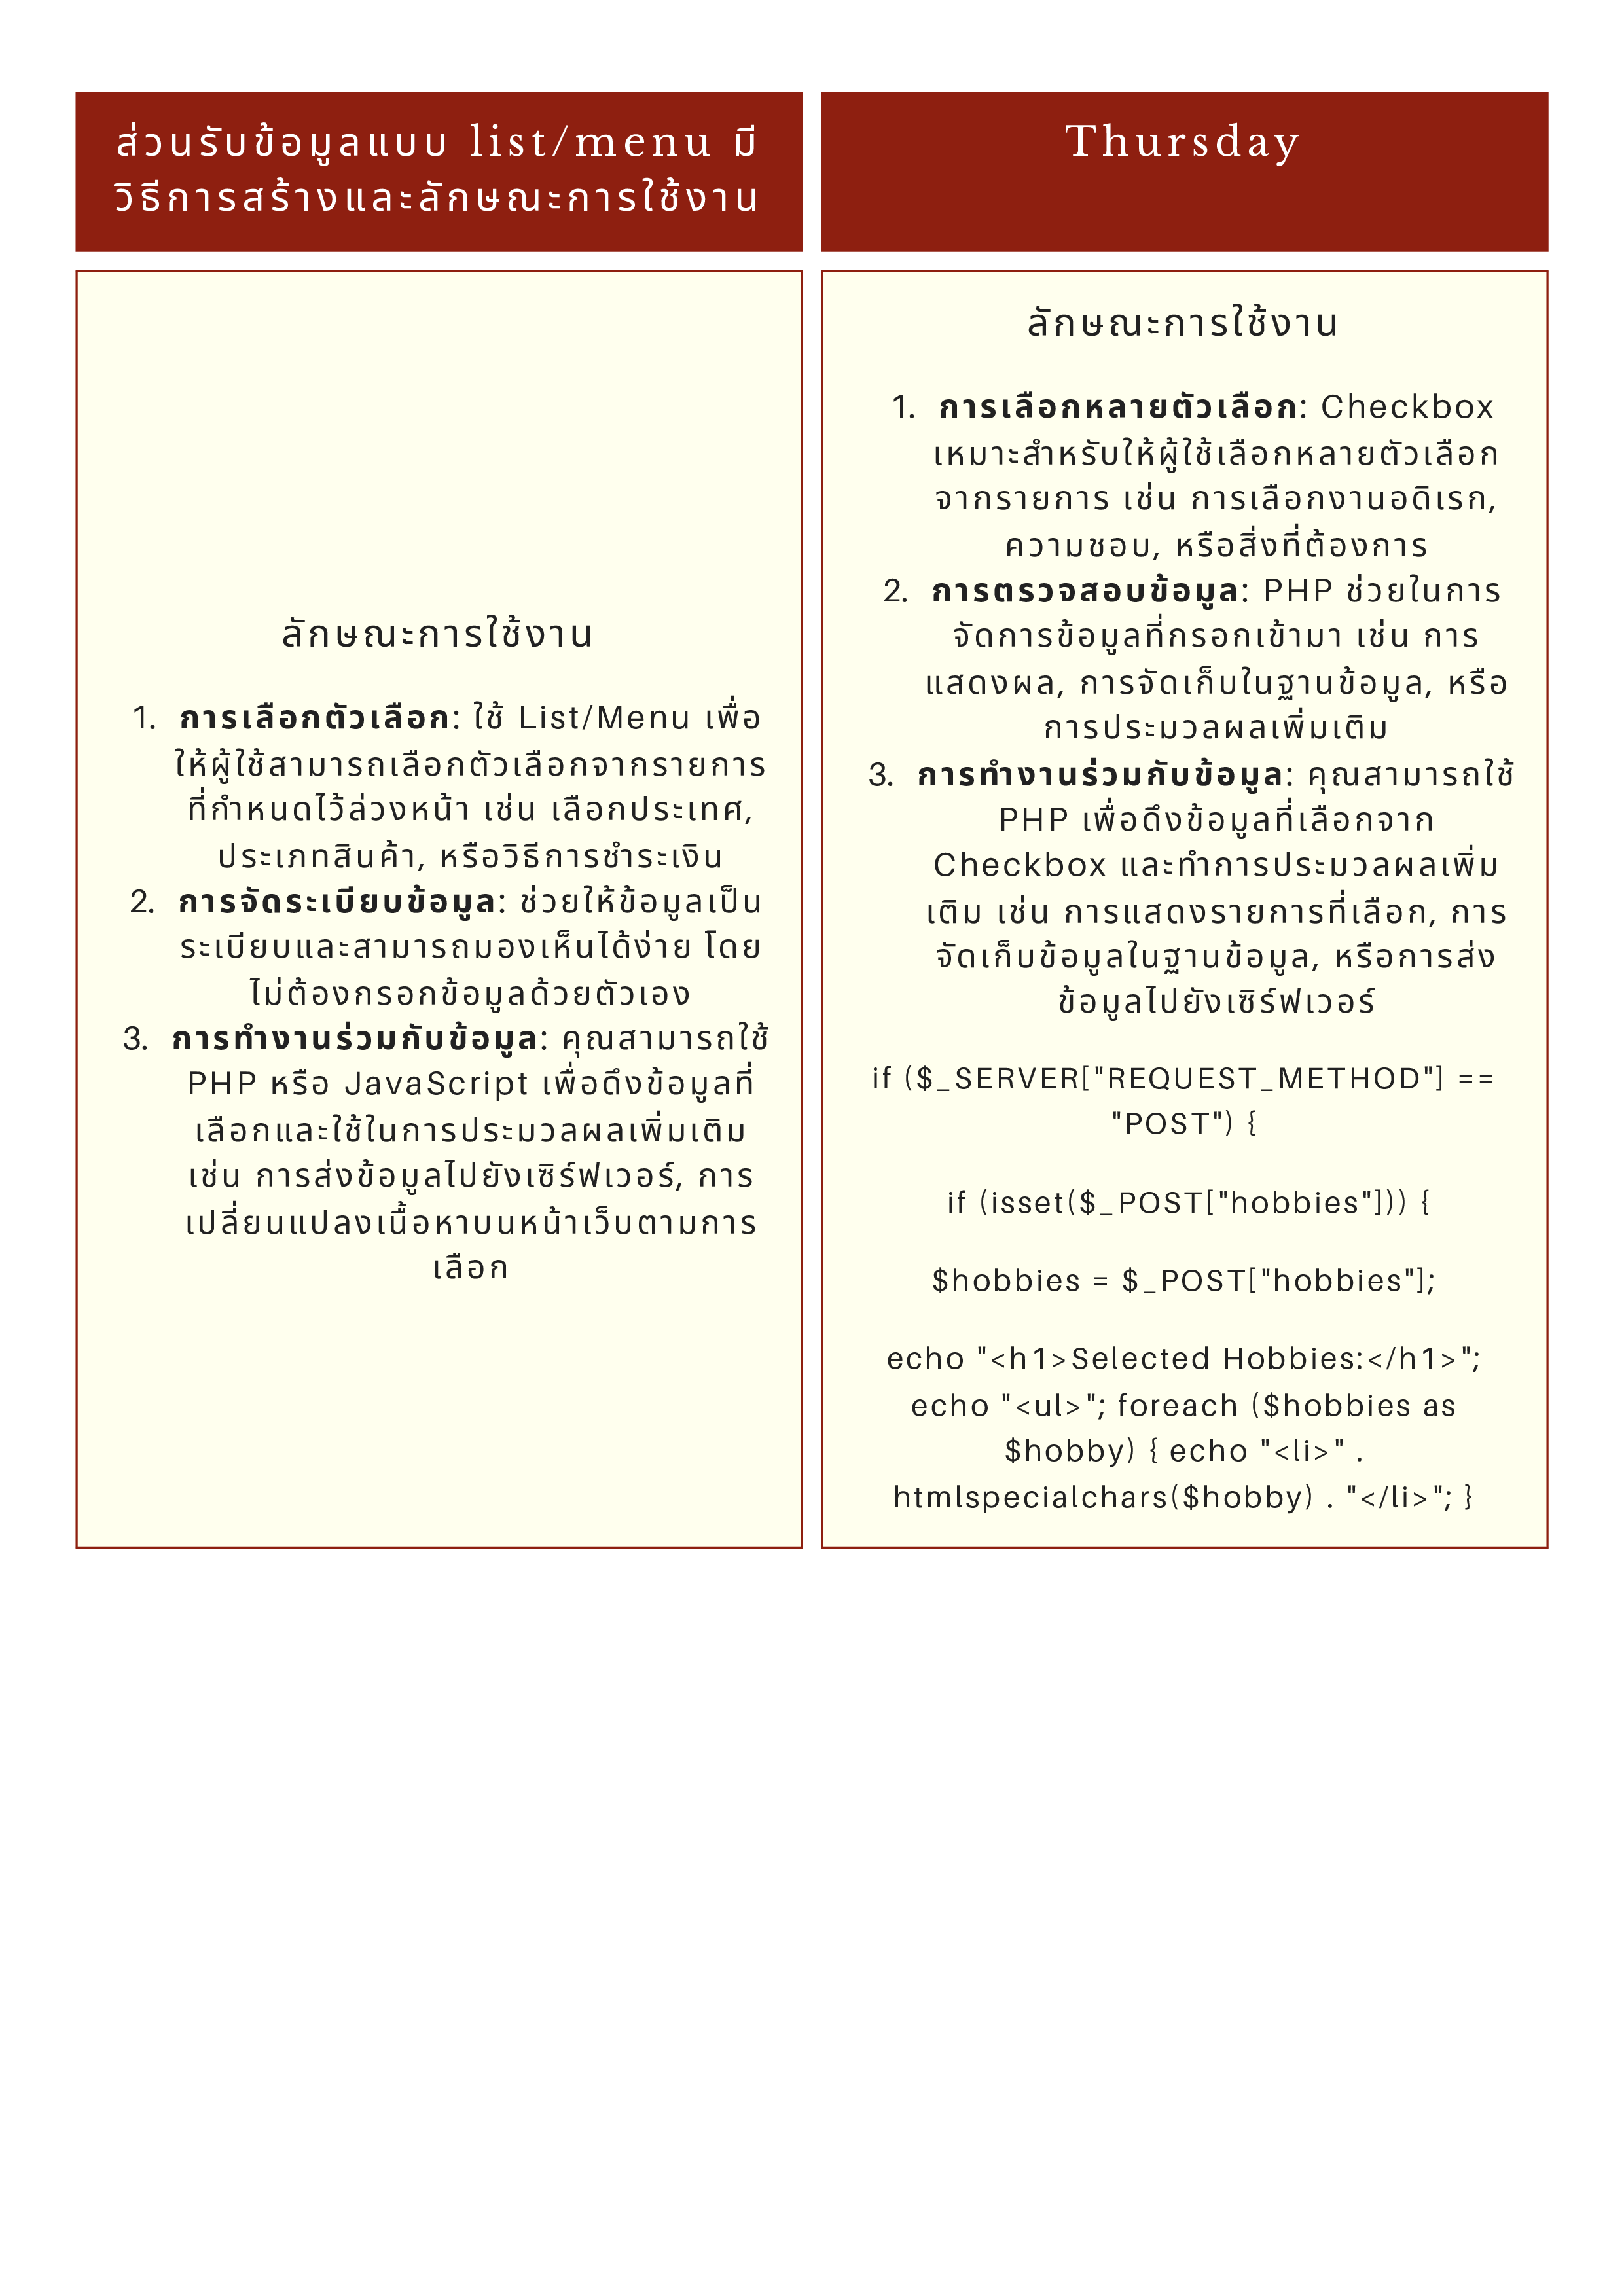 ส่วนรับข้อมูลแบบ list/menu มี
วิธีการสร้างและลักษณะการใช้งาน
ลักษณะการใช้งาน
1. การเลือกตัวเลือก: ใช้ List/Menu เพื่อ
ให้ผู้ใช้สามารถเลือกตัวเลือกจากรายการ
ที่กำหนดไว้ล่วงหน้า เช่น เลือกประเทศ,
ประเภทสินค้า, หรือวิธีการชำระเงิน
2. การจัดระเบียบข้อมูล: ช่วยให้ข้อมูลเป็น
ระเบียบและสามารถมองเห็นได้ง่าย โดย
ไม่ต้องกรอกข้อมูลด้วยตัวเอง
3. การทำงานร่วมกับข้อมูล: คุณสามารถใช้
PHP หรือ JavaScript เพื่อดึงข้อมูลที่
เลือกและใช้ในการประมวลผลเพิ่มเติม
เช่น การส่งข้อมูลไปยังเซิร์ฟเวอร์, การ
เปลี่ยนแปลงเนื้อหาบนหน้าเว็บตามการ
เลือก
Thursday
ลักษณะการใช้งาน
1. การเลือกหลายตัวเลือก: Checkbox
เหมาะสำหรับให้ผู้ใช้เลือกหลายตัวเลือก
จากรายการ เช่น การเลือกงานอดิเรก,
ความชอบ, หรือสิ่งที่ต้องการ
2. การตรวจสอบข้อมูล: PHP ช่วยในการ
จัดการข้อมูลที่กรอกเข้ามา เช่น การ
แสดงผล, การจัดเก็บในฐานข้อมูล, หรือ
การประมวลผลเพิ่มเติม
3. การทำงานร่วมกับข้อมูล: คุณสามารถใช้
PHP เพื่อดึงข้อมูลที่เลือกจาก
Checkbox และทำการประมวลผลเพิ่ม
เติม เช่น การแสดงรายการที่เลือก, การ
จัดเก็บข้อมูลในฐานข้อมูล, หรือการส่ง
ข้อมูลไปยังเซิร์ฟเวอร์
if ($_SERVER["REQUEST_METHOD"] ==
"POST") {
if (isset($_POST["hobbies"])) {
$hobbies = $_POST["hobbies"];
echo "<h1>Selected Hobbies:</h1>";
echo "<ul>"; foreach ($hobbies as
$hobby) { echo "<li>" .
htmlspecialchars($hobby) . "</li>"; }